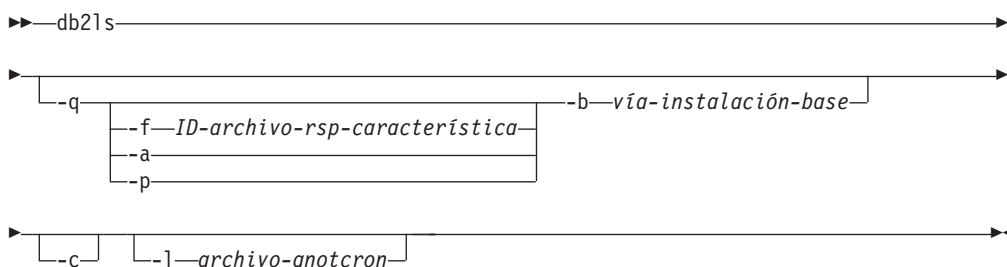 db2ls
-q -b vía-instalación-base
-f ID-archivo-rsp-característica
-a
-p
-c -l archivo-anotcron